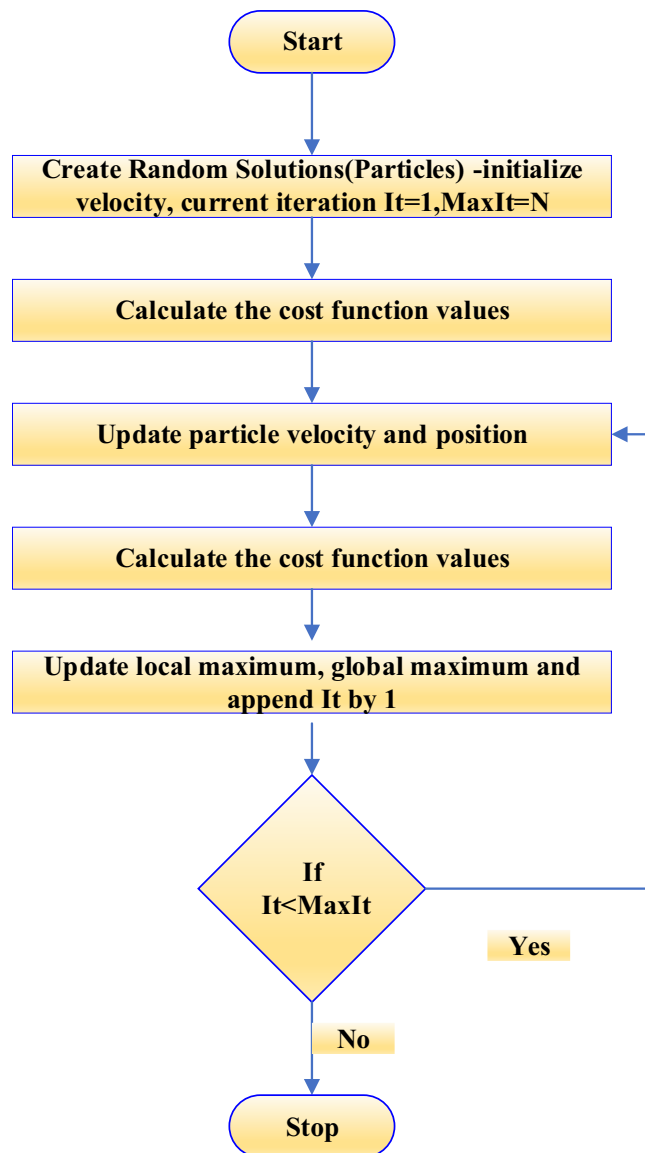 Start
Create Random Solutions(Particles) -initialize
velocity, current iteration It=1,MaxIt=N
Calculate the cost function values
Update particle velocity and position
Calculate the cost function values
Update local maximum, global maximum and
append It by 1
If
It<MaxIt
Yes
No
Stop